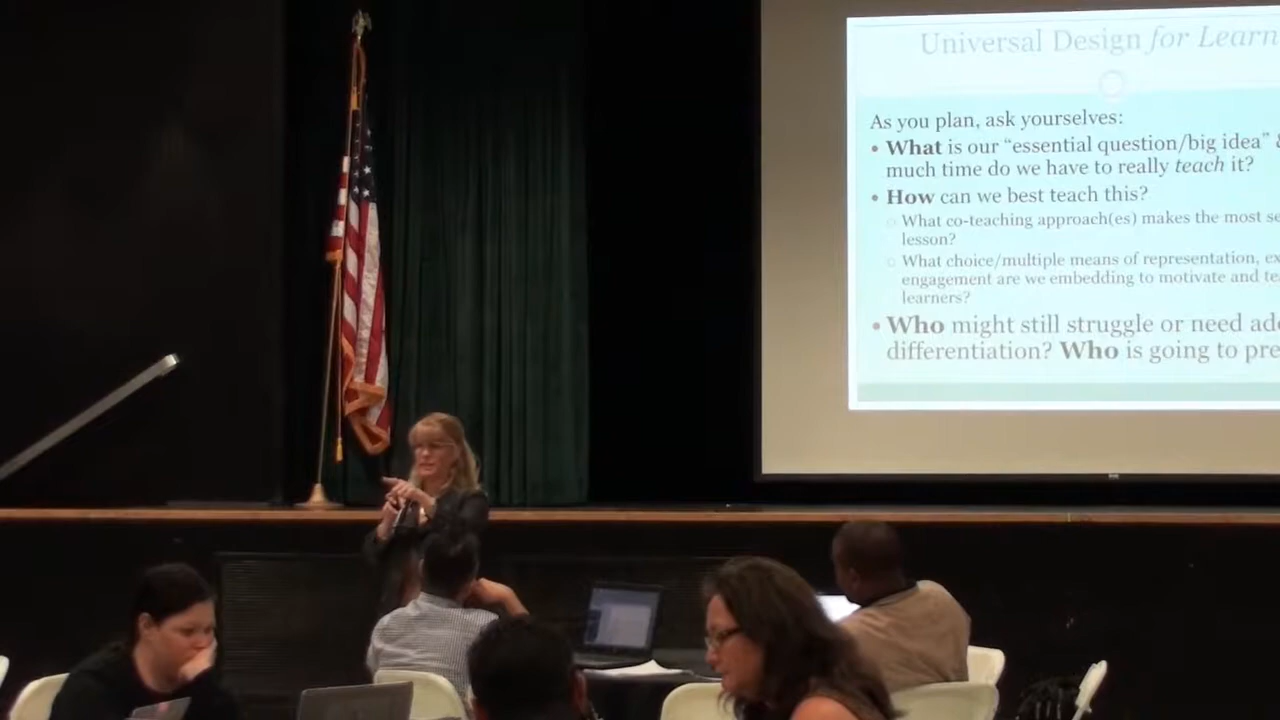 Universal Design for Learn
As you plan, ask yourselves:
• What is our “essential question/big idea” &
much time do we have to really teach it?
• How can we best teach this?
○ What co-teaching approach(es) makes the most se
lesson?
○ What choice/multiple means of representation, ex
engagement are we embedding to motivate and te
learners?
• Who might still struggle or need add
differentiation? Who is going to pre